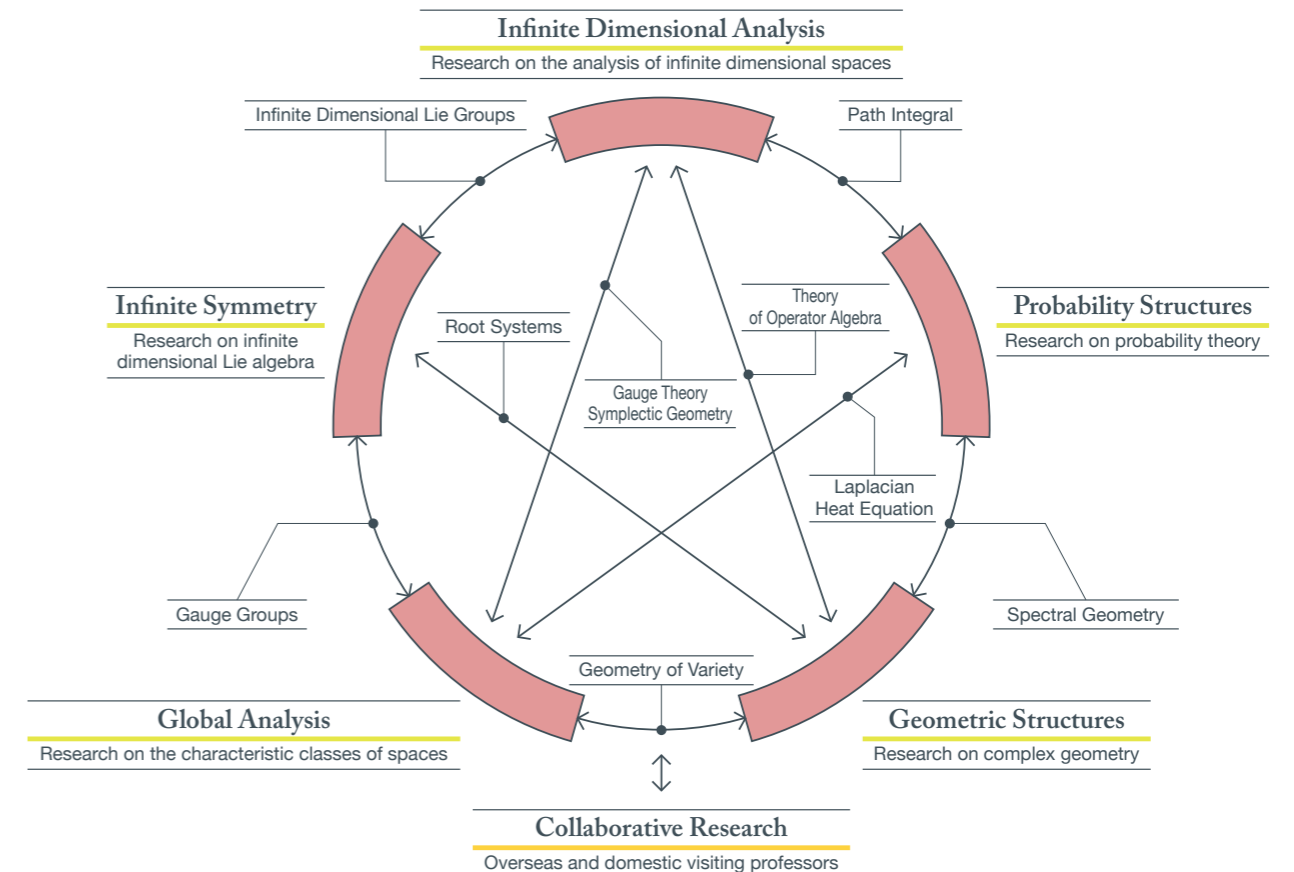 Infinite Dimensional Analysis
Research on the analysis of infinite dimensional spaces
Infinite Dimensional Lie Groups
Path Integral
Infinite Symmetry
Research on infinite
dimensional Lie algebra
Root Systems
Gauge Theory
Symplectic Geometry
Theory
of Operator Algebra
Probability Structures
Research on probability theory
Laplacian
Heat Equation
Gauge Groups
Spectral Geometry
Geometry of Variety
Global Analysis
Research on the characteristic classes of spaces
Geometric Structures
Research on complex geometry
Collaborative Research
Overseas and domestic visiting professors